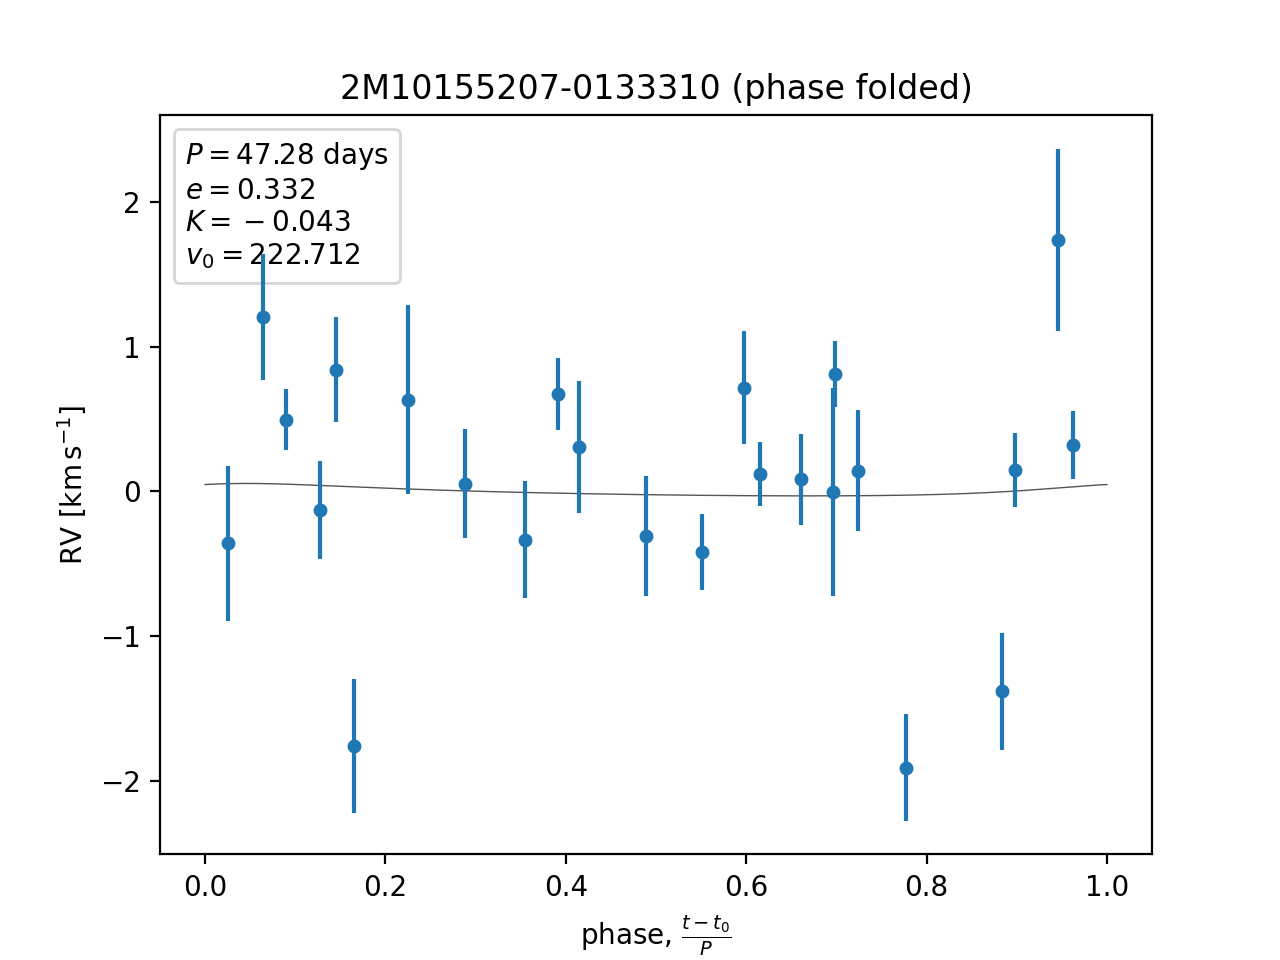 2M10155207-0133310 (phase folded)
P = 47.28 days
e = 0.332
K = −0.043
v₀ = 222.712
RV [km s⁻¹]
2
1
0
−1
−2
0.0 0.2 0.4 0.6 0.8 1.0
phase, (t − t₀)/P